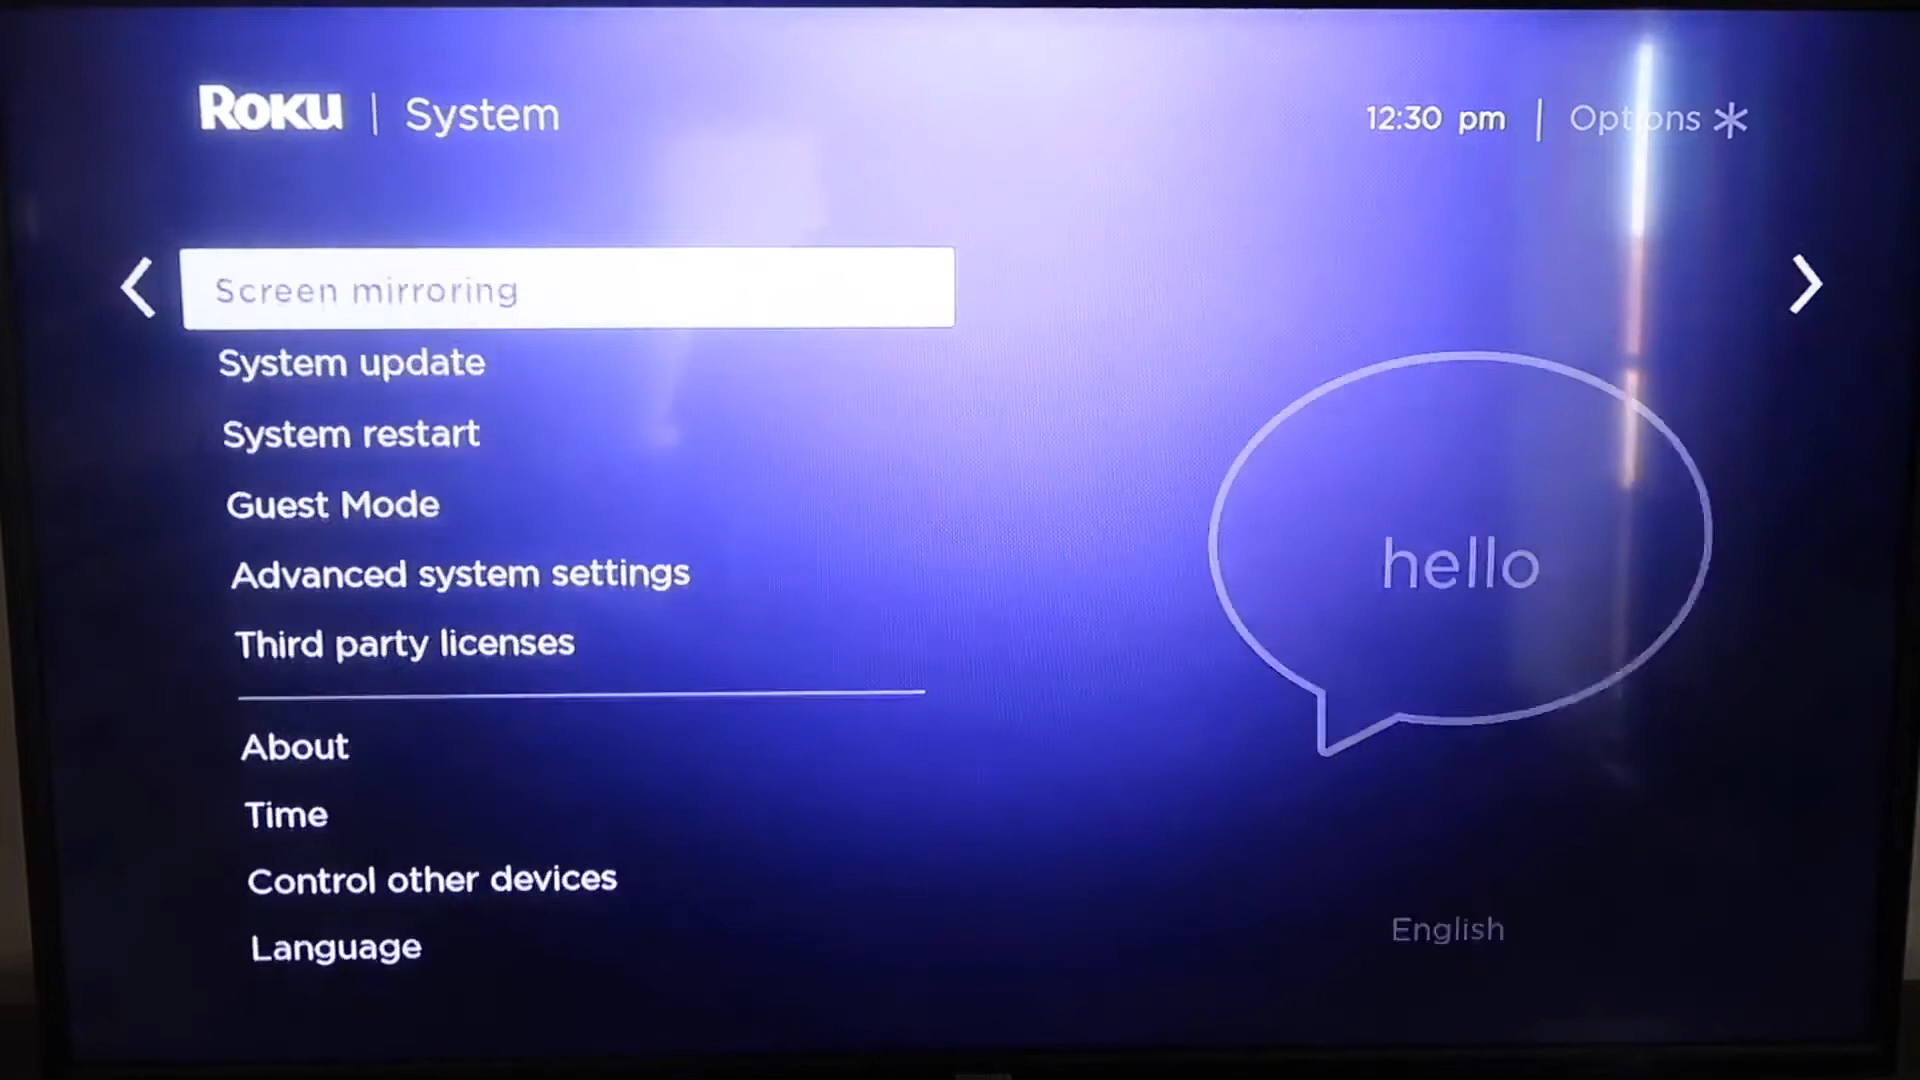 Roku | System
12:30 pm | Options *
Screen mirroring
System update
System restart
Guest Mode
Advanced system settings
Third party licenses
About
Time
Control other devices
Language
hello
English